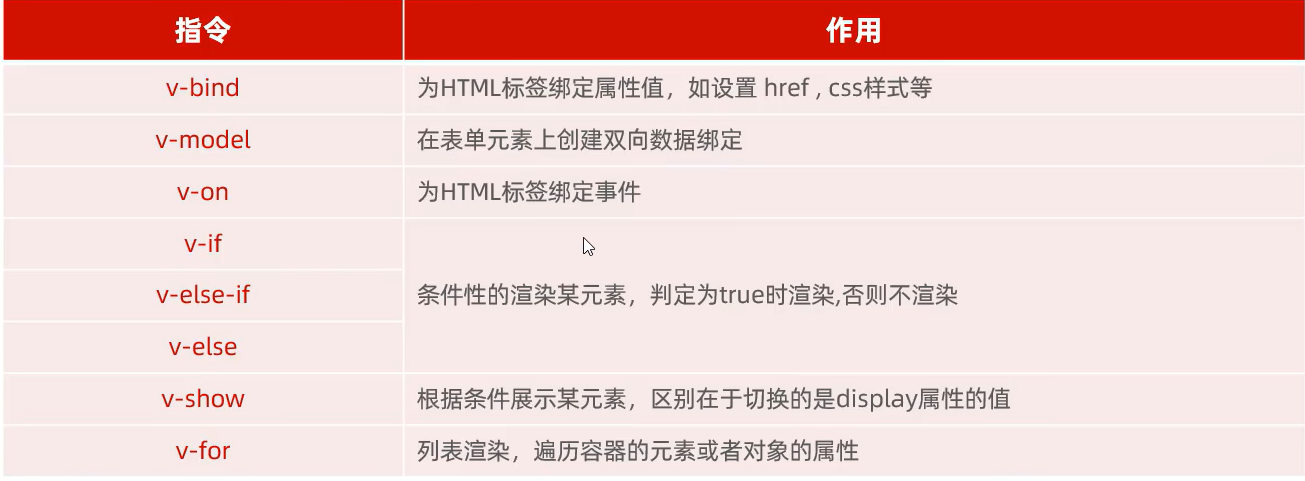 指令 作用
v-bind 为HTML标签绑定属性值，如设置 href , css样式等
v-model 在表单元素上创建双向数据绑定
v-on 为HTML标签绑定事件
v-if
v-else-if 条件性的渲染某元素，判定为true时渲染,否则不渲染
v-else
v-show 根据条件展示某元素，区别在于切换的是display属性的值
v-for 列表渲染，遍历容器的元素或者对象的属性